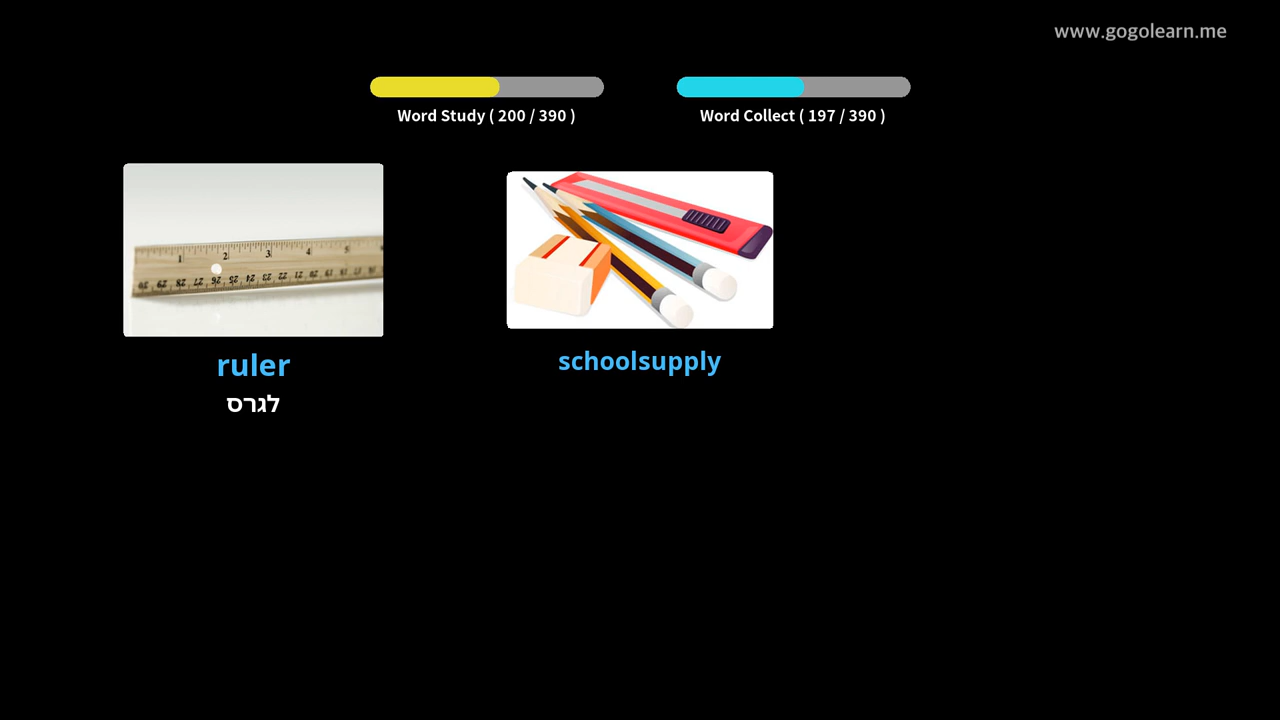 www.gogolearn.me
Word Study ( 200 / 390 )
Word Collect ( 197 / 390 )
ruler
לגרס
schoolsupply